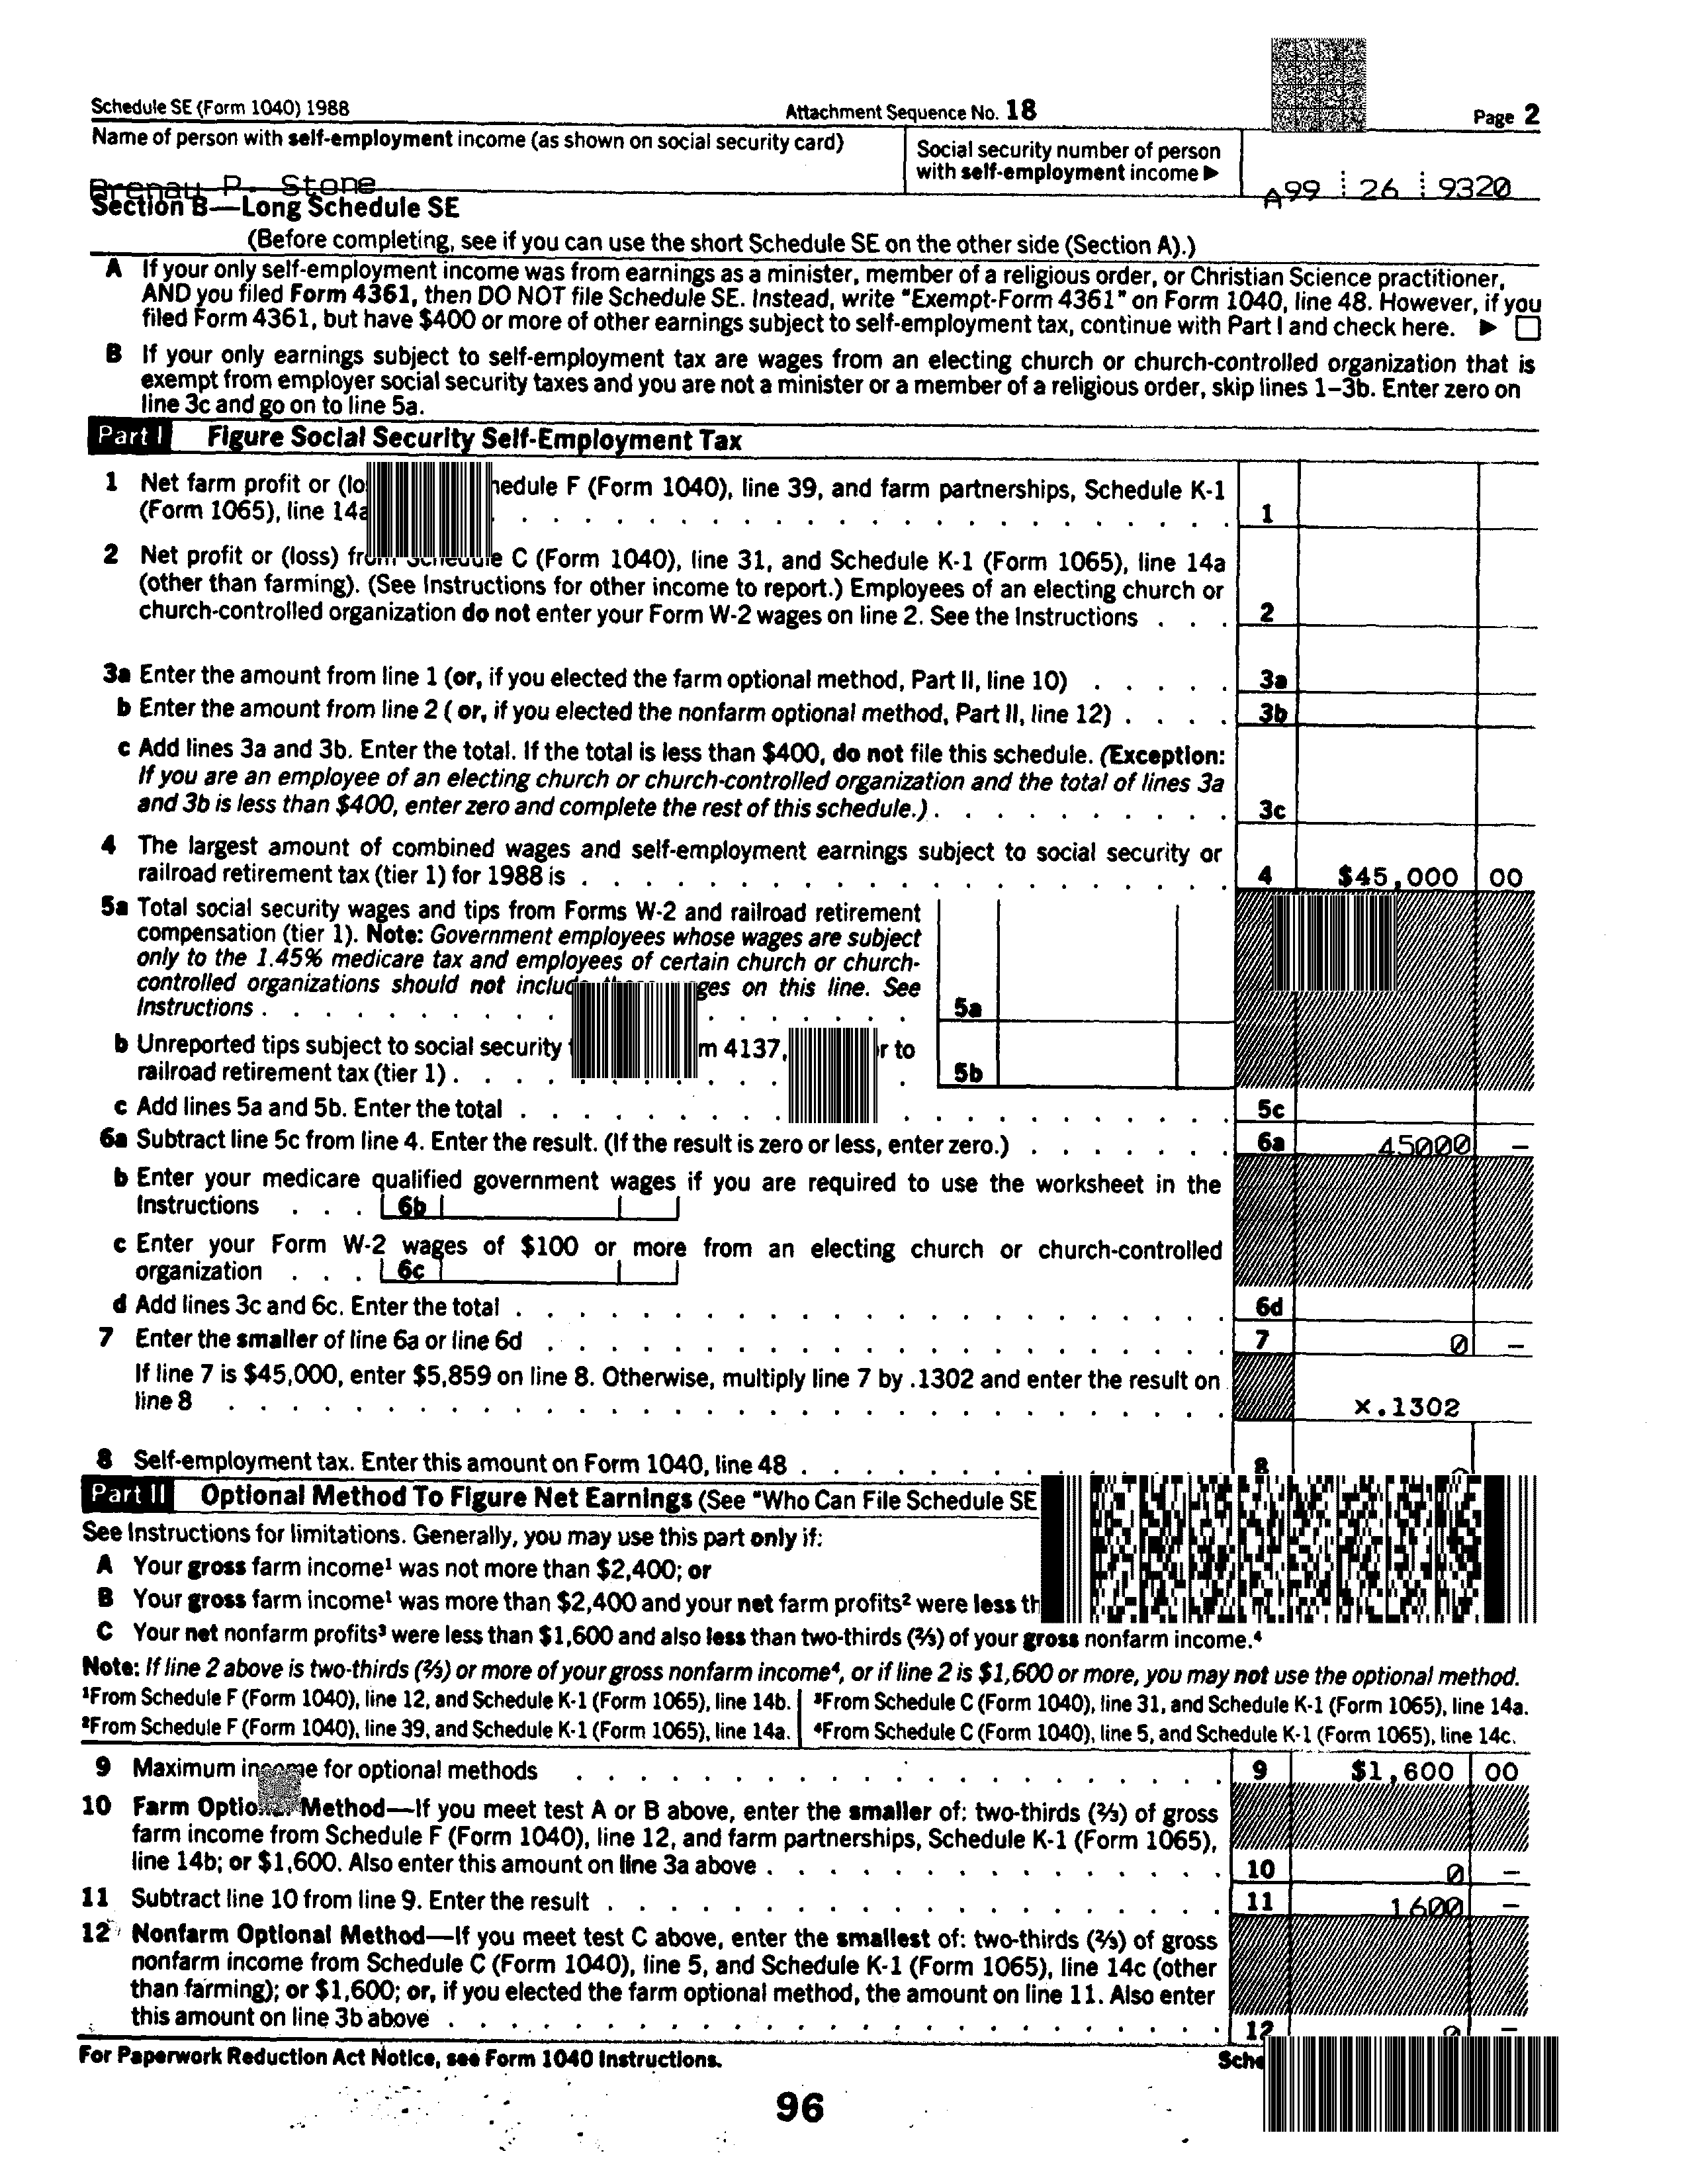 Schedule SE (Form 1040) 1988 Attachment Sequence No. 18 Page 2
Name of person with self-employment income (as shown on social security card)
Social security number of person
with self-employment income ▶
P. Stone
A99 26 9320
Section B—Long Schedule SE
(Before completing, see if you can use the short Schedule SE on the other side (Section A).)
A If your only self-employment income was from earnings as a minister, member of a religious order, or Christian Science practitioner,
AND you filed Form 4361, then DO NOT file Schedule SE. Instead, write "Exempt-Form 4361" on Form 1040, line 48. However, if you
filed Form 4361, but have $400 or more of other earnings subject to self-employment tax, continue with Part I and check here. ▶ ☐
B If your only earnings subject to self-employment tax are wages from an electing church or church-controlled organization that is
exempt from employer social security taxes and you are not a minister or a member of a religious order, skip lines 1–3b. Enter zero on
line 3c and go on to line 5a.
Part I Figure Social Security Self-Employment Tax
1 Net farm profit or F (Form 1040), line 39, and farm partnerships, Schedule K-1
(Form 1065), line . . . . . . . . . . . . . . . . . . . . 1
2 Net profit or (loss) C (Form 1040), line 31, and Schedule K-1 (Form 1065), line 14a
(other than farming). (See Instructions for other income to report.) Employees of an electing church or
church-controlled organization do not enter your Form W-2 wages on line 2. See the Instructions . . . 2
3a Enter the amount from line 1 (or, if you elected the farm optional method, Part II, line 10) . . . . . 3a
b Enter the amount from line 2 ( or, if you elected the nonfarm optional method, Part II, line 12) . . . . 3b
c Add lines 3a and 3b. Enter the total. If the total is less than $400, do not file this schedule. (Exception:
If you are an employee of an electing church or church-controlled organization and the total of lines 3a
and 3b is less than $400, enter zero and complete the rest of this schedule.) . . . . . . . . . . 3c
4 The largest amount of combined wages and self-employment earnings subject to social security or
railroad retirement tax (tier 1) for 1988 is . . . . . . . . . . . . . . . . . . . . 4 $45,000 00
5a Total social security wages and tips from Forms W-2 and railroad retirement
compensation (tier 1). Note: Government employees whose wages are subject
only to the 1.45% medicare tax and employees of certain church or church-
controlled organizations should not on this line. See
Instructions . . . . . . . . . . . . . . . 5a
b Unreported tips subject to social security 4137, to
railroad retirement tax (tier 1) . . . . . . . . 5b
c Add lines 5a and 5b. Enter the total . . . . . . . . . . . . . . . . . . . . 5c
6a Subtract line 5c from line 4. Enter the result. (If the result is zero or less, enter zero.) . . . . . . . 6a 45000 —
b Enter your medicare qualified government wages if you are required to use the worksheet in the
Instructions . . . 6b
c Enter your Form W-2 wages of $100 or more from an electing church or church-controlled
organization . . . 6c
d Add lines 3c and 6c. Enter the total . . . . . . . . . . . . . . . . . . . . 6d
7 Enter the smaller of line 6a or line 6d . . . . . . . . . . . . . . . . . . . . 7 0 —
If line 7 is $45,000, enter $5,859 on line 8. Otherwise, multiply line 7 by .1302 and enter the result on
line 8 . . . . . . . . . . . . . . . . . . . . x.1302
8 Self-employment tax. Enter this amount on Form 1040, line 48 . . . . . . . . . . 8
Part II Optional Method To Figure Net Earnings (See "Who Can File Schedule SE
See Instructions for limitations. Generally, you may use this part only if:
A Your gross farm income¹ was not more than $2,400; or
B Your gross farm income¹ was more than $2,400 and your net farm profits² were less
C Your net nonfarm profits³ were less than $1,600 and also less than two-thirds (⅔) of your gross nonfarm income.⁴
Note: If line 2 above is two-thirds (⅔) or more of your gross nonfarm income⁴, or if line 2 is $1,600 or more, you may not use the optional method.
¹From Schedule F (Form 1040), line 12, and Schedule K-1 (Form 1065), line 14b. ³From Schedule C (Form 1040), line 31, and Schedule K-1 (Form 1065), line 14a.
²From Schedule F (Form 1040), line 39, and Schedule K-1 (Form 1065), line 14a. ⁴From Schedule C (Form 1040), line 5, and Schedule K-1 (Form 1065), line 14c.
9 Maximum income for optional methods . . . . . . . . . . . . . . . . . . . . 9 $1,600 00
10 Farm Method—If you meet test A or B above, enter the smaller of: two-thirds (⅔) of gross
farm income from Schedule F (Form 1040), line 12, and farm partnerships, Schedule K-1 (Form 1065),
line 14b; or $1,600. Also enter this amount on line 3a above . . . . . . . . . . . . . . 10 0 —
11 Subtract line 10 from line 9. Enter the result . . . . . . . . . . . . . . . . . . . . 11 1600 —
12 Nonfarm Optional Method—If you meet test C above, enter the smallest of: two-thirds (⅔) of gross
nonfarm income from Schedule C (Form 1040), line 5, and Schedule K-1 (Form 1065), line 14c (other
than farming); or $1,600; or, if you elected the farm optional method, the amount on line 11. Also enter
this amount on line 3b above . . . . . . . . . . . . . . . . . . . . 12 0 —
For Paperwork Reduction Act Notice, see Form 1040 Instructions.
96